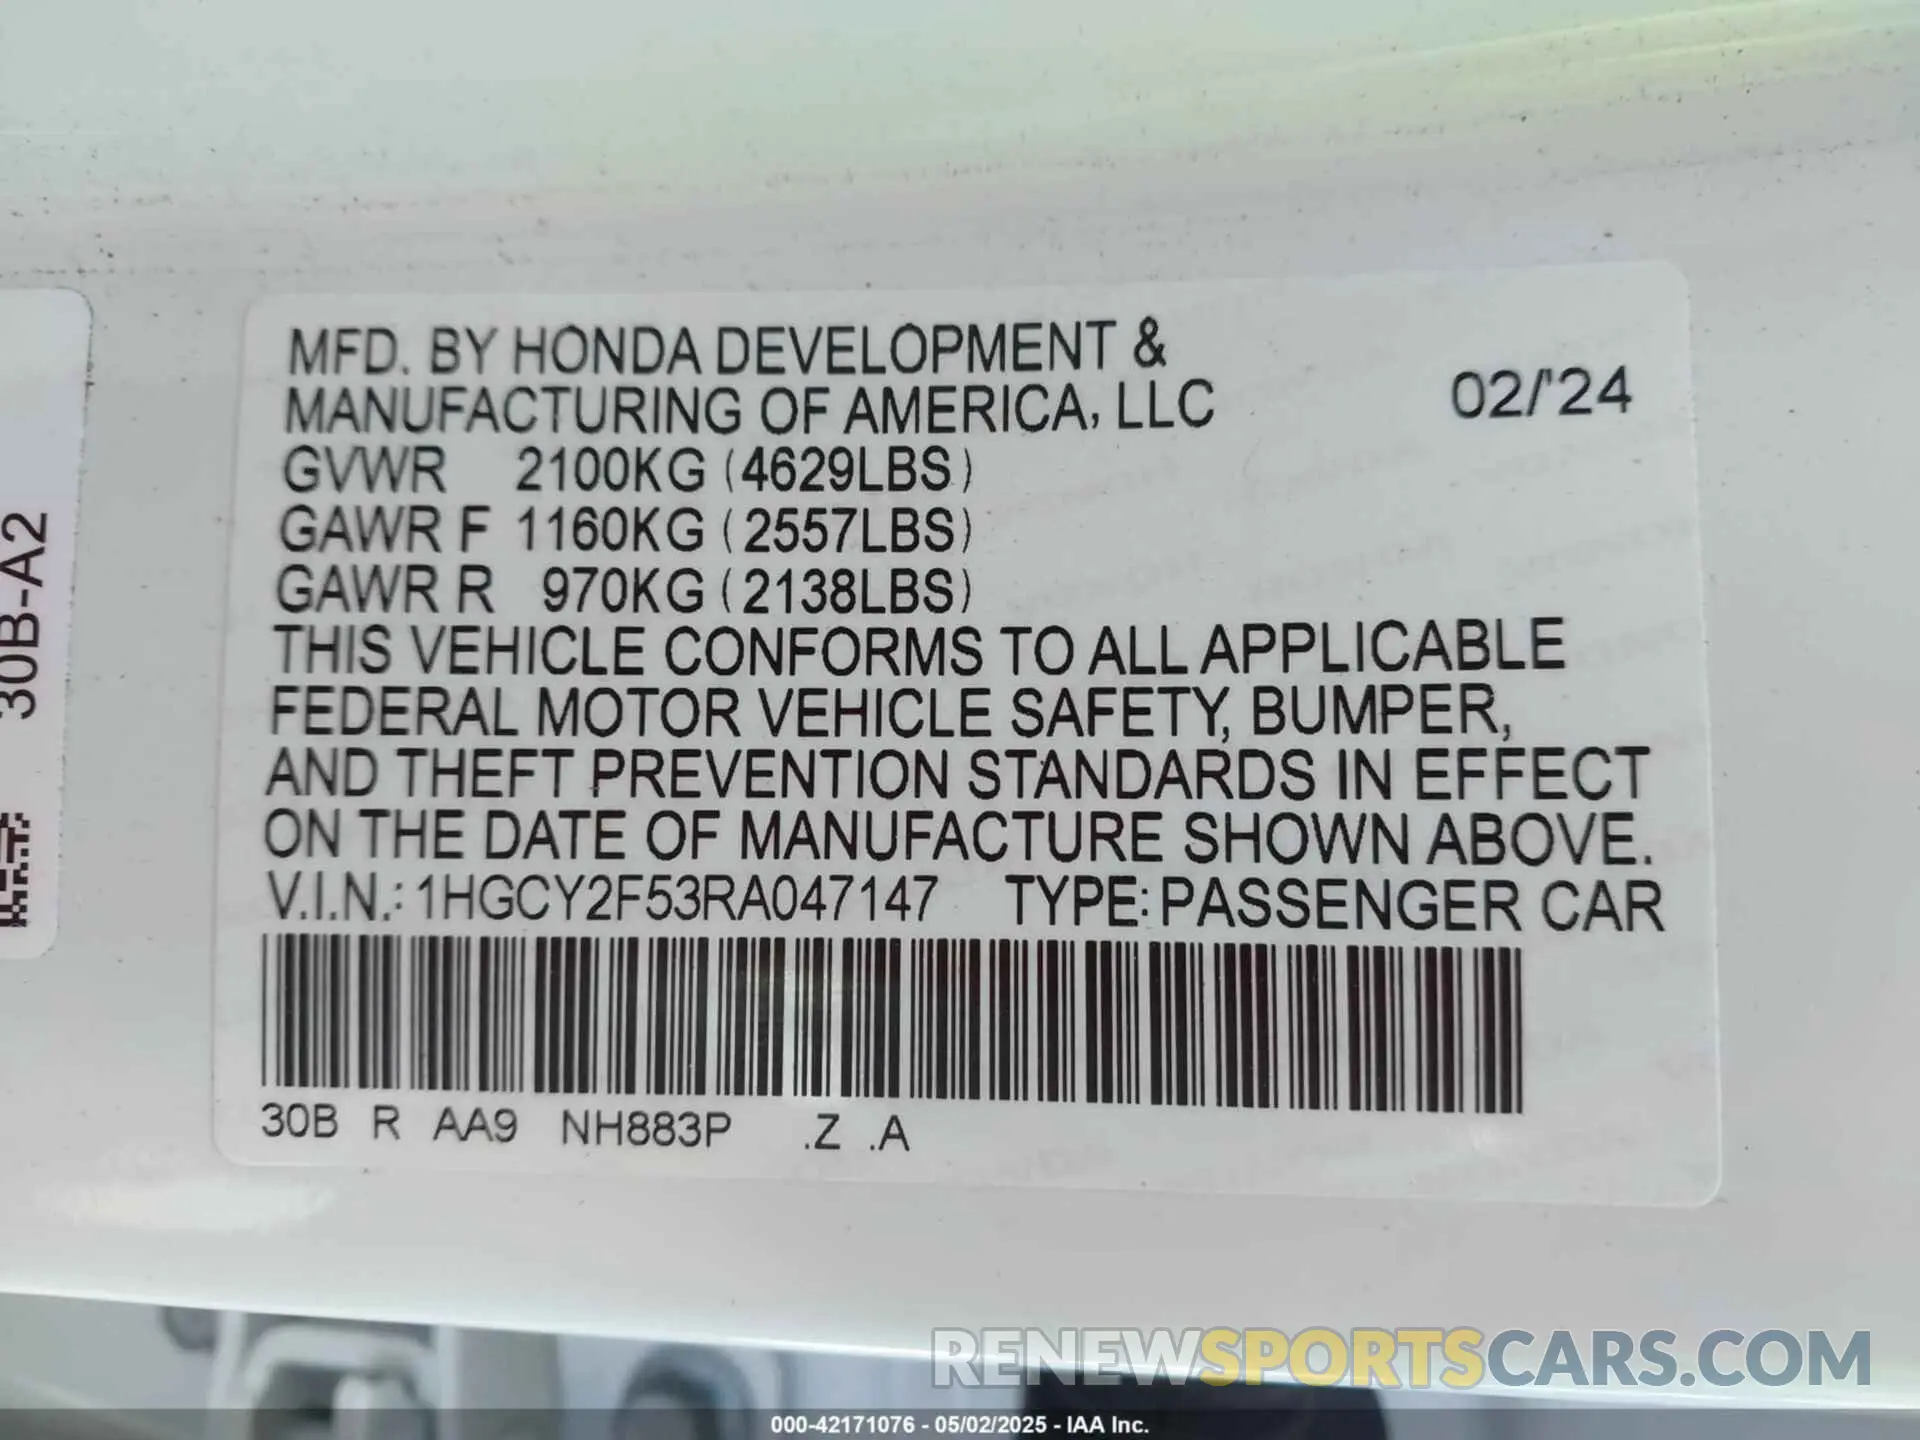 MFD. BY HONDA DEVELOPMENT &
MANUFACTURING OF AMERICA, LLC 02/'24
GVWR 2100KG (4629LBS)
GAWR F 1160KG (2557LBS)
GAWR R 970KG (2138LBS)
THIS VEHICLE CONFORMS TO ALL APPLICABLE
FEDERAL MOTOR VEHICLE SAFETY, BUMPER,
AND THEFT PREVENTION STANDARDS IN EFFECT
ON THE DATE OF MANUFACTURE SHOWN ABOVE.
V.I.N.: 1HGCY2F53RA047147 TYPE: PASSENGER CAR
30B R AA9 NH883P .Z .A
30B-A2
RENEWSPORTSCARS.COM
000-42171076 - 05/02/2025 - IAA Inc.